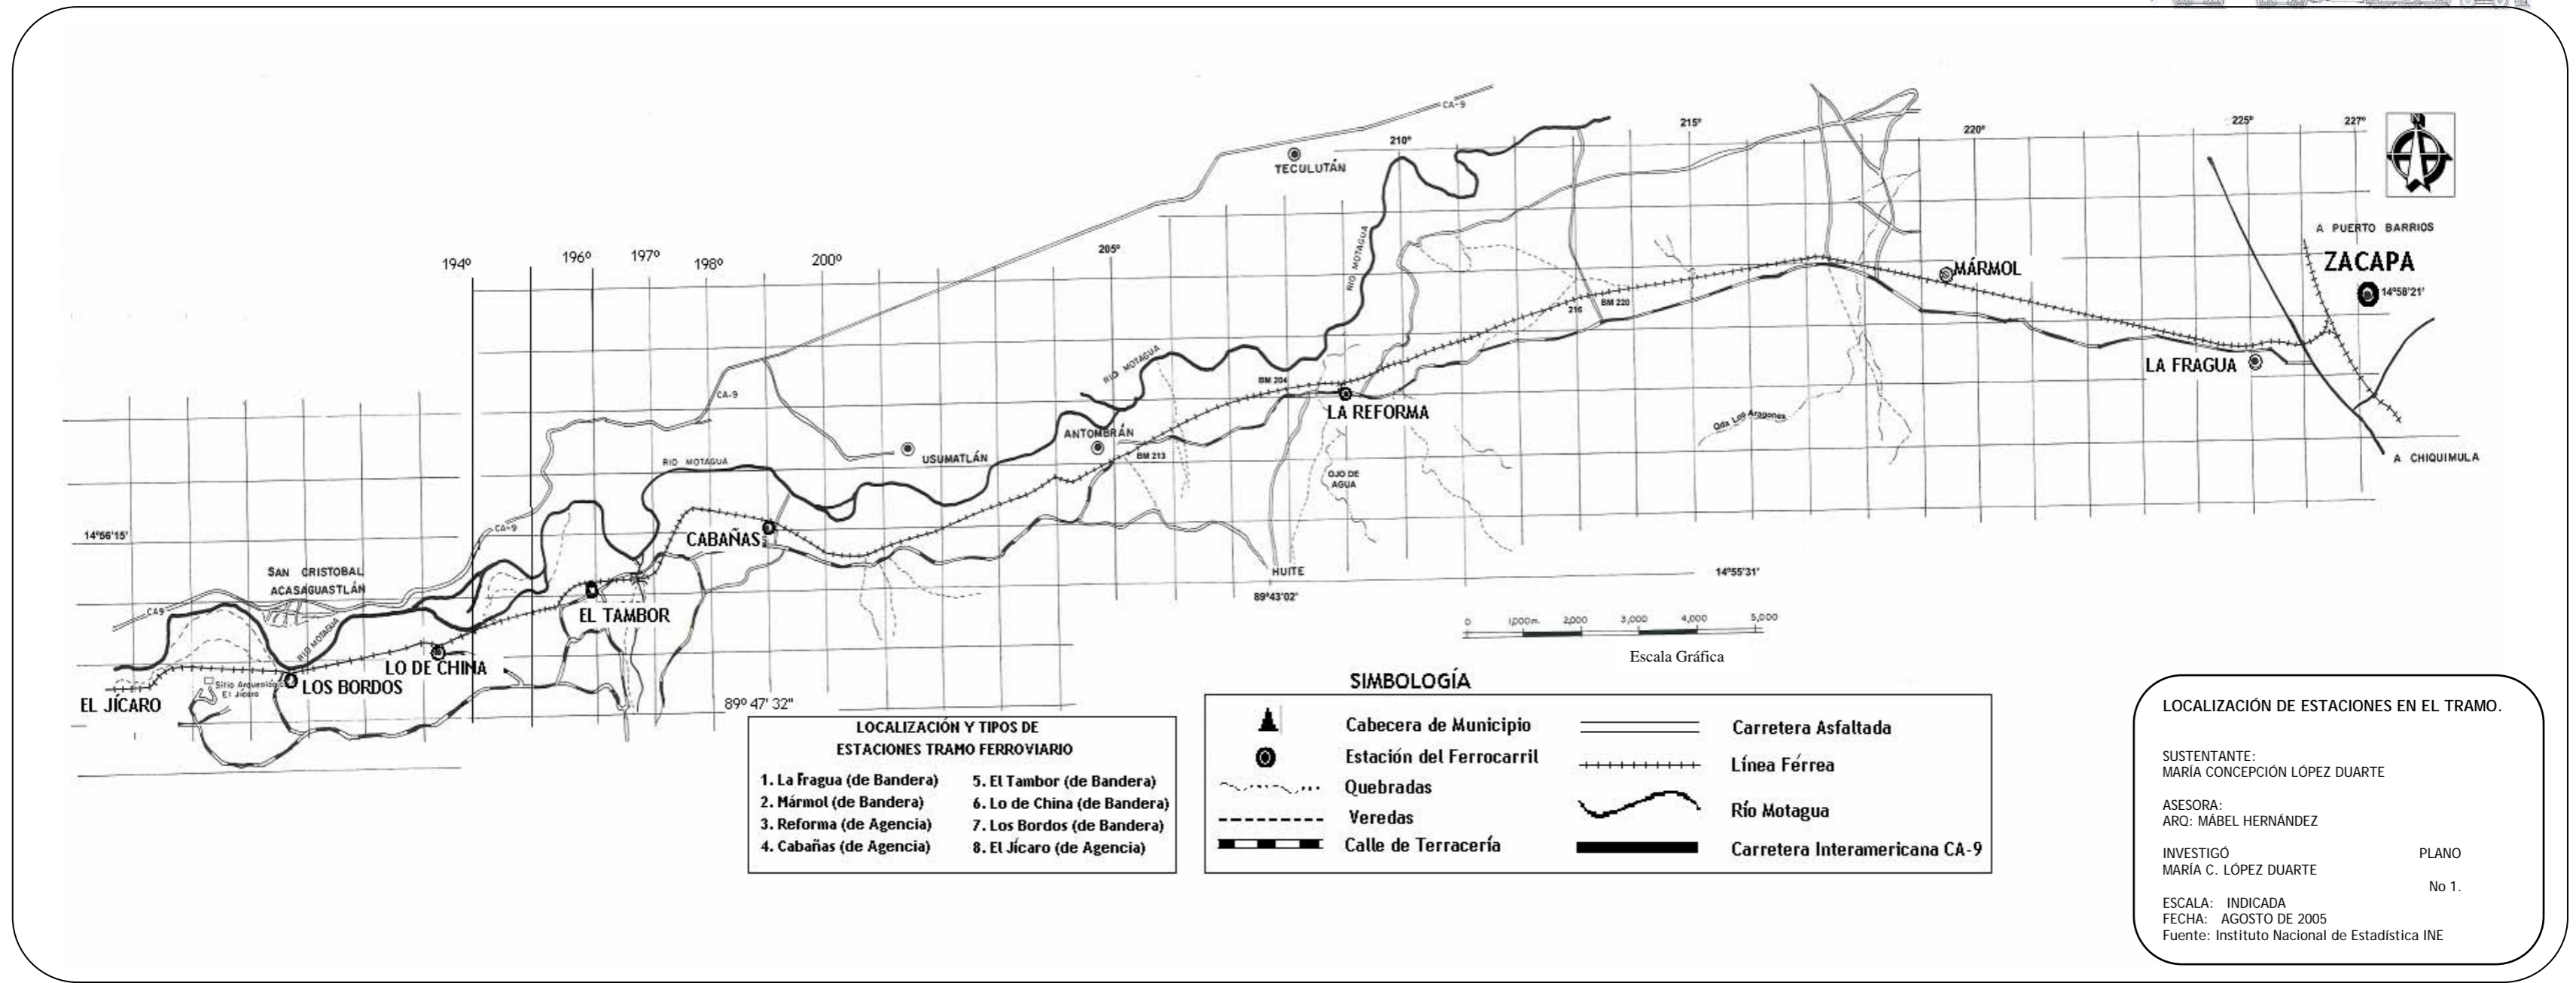 CA-9
N
TECULUTÁN
210º
215º
220º
225º
227º
A PUERTO BARRIOS
ZACAPA
14º58'21'
RIO MOTAGUA
MÁRMOL
194º
196º
197º
198º
200º
205º
BM 220
216
LA FRAGUA
RIO MOTAGUA
BM 204
LA REFORMA
Qda Los Aragones
CA-9
ANTOMBRÁN
BM 213
USUMATLÁN
RIO MOTAGUA
OJO DE
AGUA
A CHIQUIMULA
CA-9
14º56'15'
CABAÑAS
HUITE
14º55'31'
89º43'02'
SAN CRISTOBAL
ACASAGUASTLÁN
CA9
EL TAMBOR
RIO MOTAGUA
LO DE CHINA
Sitio Arqueológico
El Jícaro
LOS BORDOS
EL JÍCARO
89º 47' 32"
0 1,000m. 2,000 3,000 4,000 5,000
Escala Gráfica
LOCALIZACIÓN Y TIPOS DE
ESTACIONES TRAMO FERROVIARIO
1. La Fragua (de Bandera)
2. Mármol (de Bandera)
3. Reforma (de Agencia)
4. Cabañas (de Agencia)
5. El Tambor (de Bandera)
6. Lo de China (de Bandera)
7. Los Bordos (de Bandera)
8. El Jícaro (de Agencia)
SIMBOLOGÍA
Cabecera de Municipio
Estación del Ferrocarril
Quebradas
Veredas
Calle de Terracería
Carretera Asfaltada
Línea Férrea
Río Motagua
Carretera Interamericana CA-9
LOCALIZACIÓN DE ESTACIONES EN EL TRAMO.
SUSTENTANTE:
MARÍA CONCEPCIÓN LÓPEZ DUARTE
ASESORA:
ARQ: MÁBEL HERNÁNDEZ
INVESTIGÓ PLANO
MARÍA C. LÓPEZ DUARTE
No 1.
ESCALA: INDICADA
FECHA: AGOSTO DE 2005
Fuente: Instituto Nacional de Estadística INE